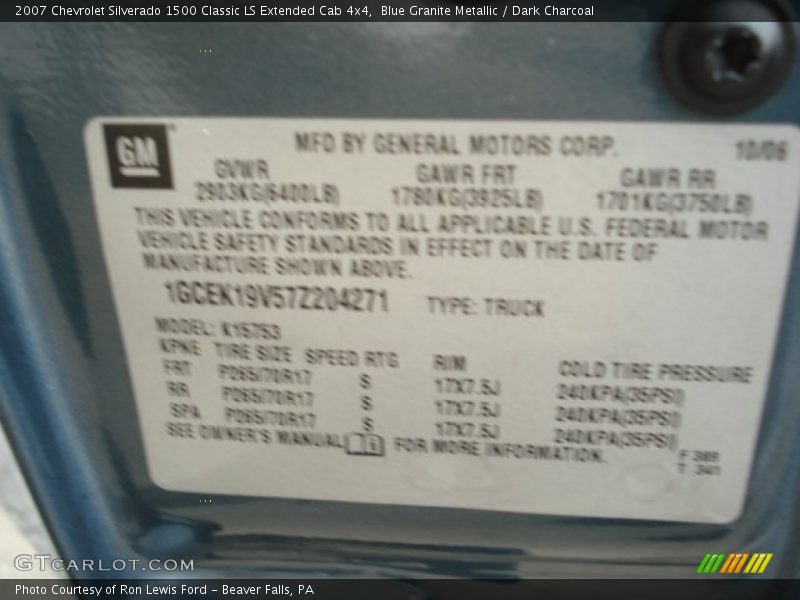 2007 Chevrolet Silverado 1500 Classic LS Extended Cab 4x4,  Blue Granite Metallic / Dark Charcoal
GM
MFD BY GENERAL MOTORS CORP.
10/06
GVWR GAWR FRT GAWR RR
2903KG(6400LB) 1780KG(3925LB) 1701KG(3750LB)
THIS VEHICLE CONFORMS TO ALL APPLICABLE U.S. FEDERAL MOTOR
VEHICLE SAFETY STANDARDS IN EFFECT ON THE DATE OF
MANUFACTURE SHOWN ABOVE.
1GCEK19V57Z204271 TYPE: TRUCK
MODEL: K15753
KPNE TIRE SIZE SPEED RTG RIM COLD TIRE PRESSURE
FRT P265/70R17 S 17X7.5J 240KPA(35PSI)
RR P265/70R17 S 17X7.5J 240KPA(35PSI)
SPA P265/70R17 S 17X7.5J 240KPA(35PSI)
SEE OWNER'S MANUAL FOR MORE INFORMATION.
F 389
T 341
GTCARLOT.COM
Photo Courtesy of Ron Lewis Ford - Beaver Falls, PA